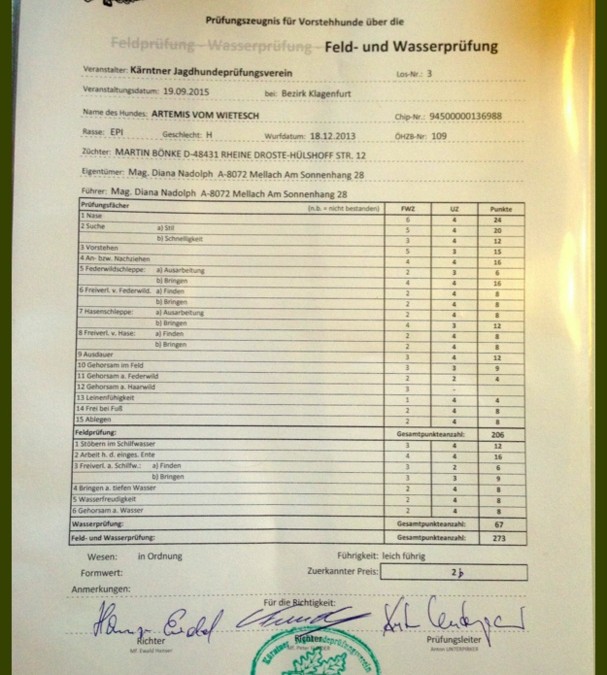 Prüfungszeugnis für Vorstehhunde über die
Feldprüfung - Wasserprüfung - Feld- und Wasserprüfung
Veranstalter: Kärntner Jagdhundeprüfungsverein Los-Nr.: 3
Veranstaltungsdatum: 19.09.2015 bei: Bezirk Klagenfurt
Name des Hundes: ARTEMIS VOM WIETESCH Chip-Nr.: 94500000136988
Rasse: EPI Geschlecht: H Wurfdatum: 18.12.2013 ÖHZB-Nr: 109
Züchter: MARTIN BÖNKE D-48431 RHEINE DROSTE-HÜLSHOFF STR. 12
Eigentümer: Mag. Diana Nadolph A-8072 Mellach Am Sonnenhang 28
Führer: Mag. Diana Nadolph A-8072 Mellach Am Sonnenhang 28
Prüfungsfächer (n.b. = nicht bestanden) FWZ UZ Punkte
1 Nase 6 4 24
2 Suche a) Stil 5 4 20
b) Schnelligkeit 3 4 12
3 Vorstehen 5 3 15
4 An- bzw. Nachziehen 4 4 16
5 Federwildschleppe: a) Ausarbeitung 2 3 6
b) Bringen 4 4 16
6 Freiverl. v. Federwild. a) Finden 2 4 8
b) Bringen 2 4 8
7 Hasenschleppe: a) Ausarbeitung 2 4 8
b) Bringen 4 3 12
8 Freiverl. v. Hase: a) Finden 2 4 8
b) Bringen 2 4 8
9 Ausdauer 3 4 12
10 Gehorsam im Feld 3 3 9
11 Gehorsam a. Federwild 2 2 4
12 Gehorsam a. Haarwild 3 -
13 Leinenfühigkeit 1 4 4
14 Frei bei Fuß 2 4 8
15 Ablegen 2 4 8
Feldprüfung: Gesamtpunkteanzahl: 206
1 Stöbern im Schilfwasser 3 4 12
2 Arbeit h. d. einges. Ente 4 4 16
3 Freiverl. a. Schilfw.: a) Finden 3 2 6
b) Bringen 3 3 9
4 Bringen a. tiefen Wasser 2 4 8
5 Wasserfreudigkeit 2 4 8
6 Gehorsam a. Wasser 2 4 8
Wasserprüfung: Gesamtpunkteanzahl: 67
Feld- und Wasserprüfung: Gesamtpunkteanzahl: 273
Wesen: in Ordnung Führigkeit: leich führig
Formwert: Zuerkannter Preis: 2b
Anmerkungen:
Für die Richtigkeit:
Richter Richter Prüfungsleiter